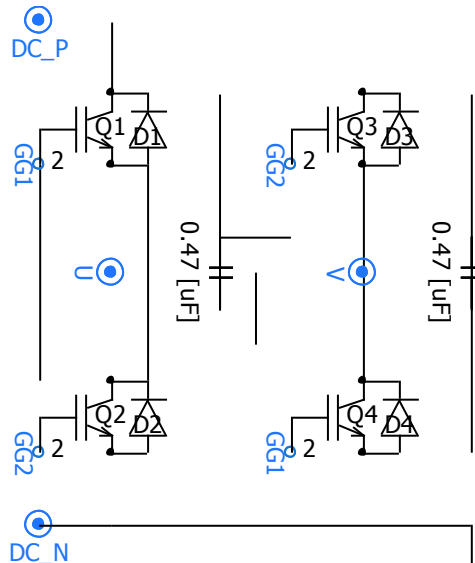 DC_P
Q1
D1
GG1
2
Q3
D3
GG2
2
U
0.47 [uF]
V
0.47 [uF]
Q2
D2
GG2
2
Q4
D4
GG1
2
DC_N